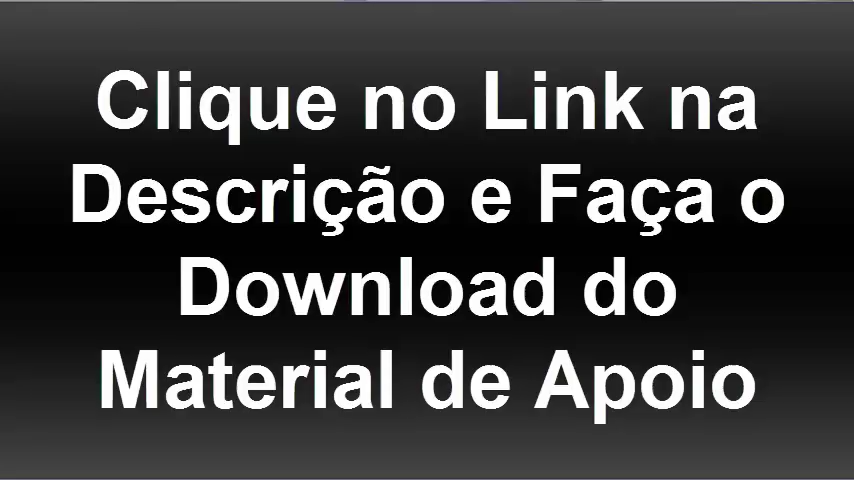 Clique no Link na
Descrição e Faça o
Download do
Material de Apoio